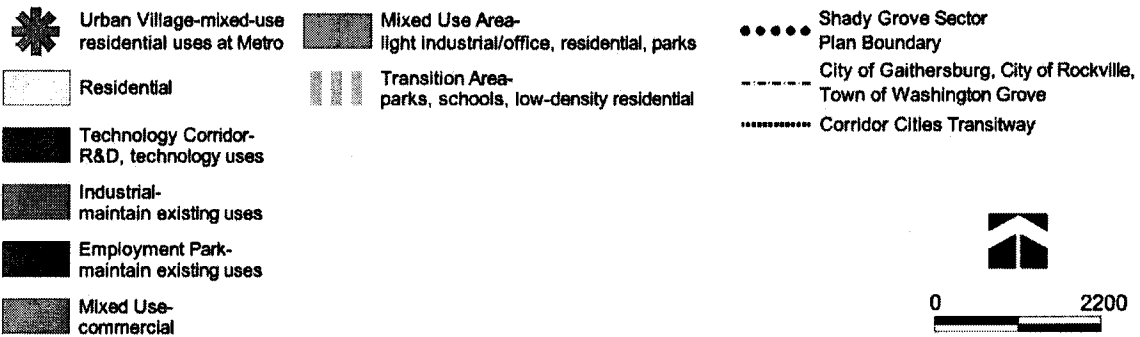 Urban Village-mixed-use
residential uses at Metro
Residential
Technology Corridor-
R&D, technology uses
Industrial-
maintain existing uses
Employment Park-
maintain existing uses
Mixed Use-
commercial
Mixed Use Area-
light industrial/office, residential, parks
Transition Area-
parks, schools, low-density residential
Shady Grove Sector
Plan Boundary
City of Gaithersburg, City of Rockville,
Town of Washington Grove
Corridor Cities Transitway
0 2200